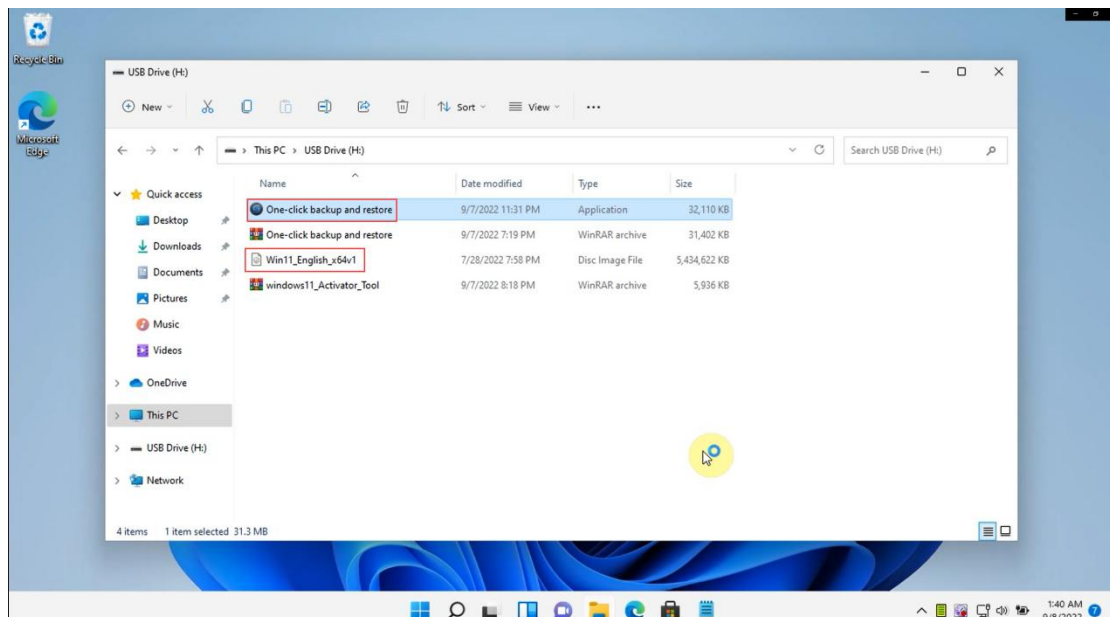 Recycle Bin
Microsoft
Edge
USB Drive (H:)
New
Sort
View
This PC > USB Drive (H:)
Search USB Drive (H:)
Name Date modified Type Size
One-click backup and restore 9/7/2022 11:31 PM Application 32,110 KB
One-click backup and restore 9/7/2022 7:19 PM WinRAR archive 31,402 KB
Win11_English_x64v1 7/28/2022 7:58 PM Disc Image File 5,434,622 KB
windows11_Activator_Tool 9/7/2022 8:18 PM WinRAR archive 5,936 KB
Quick access
Desktop
Downloads
Documents
Pictures
Music
Videos
OneDrive
This PC
USB Drive (H:)
Network
4 items 1 item selected 31.3 MB
1:40 AM
9/8/2022
7